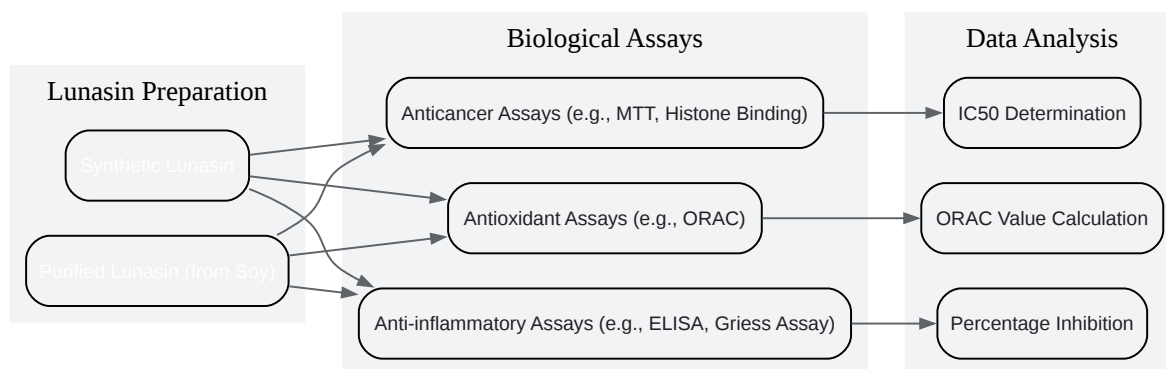 Lunasin Preparation
Synthetic Lunasin
Purified Lunasin (from Soy)
Biological Assays
Anticancer Assays (e.g., MTT, Histone Binding)
Antioxidant Assays (e.g., ORAC)
Anti-inflammatory Assays (e.g., ELISA, Griess Assay)
Data Analysis
IC50 Determination
ORAC Value Calculation
Percentage Inhibition